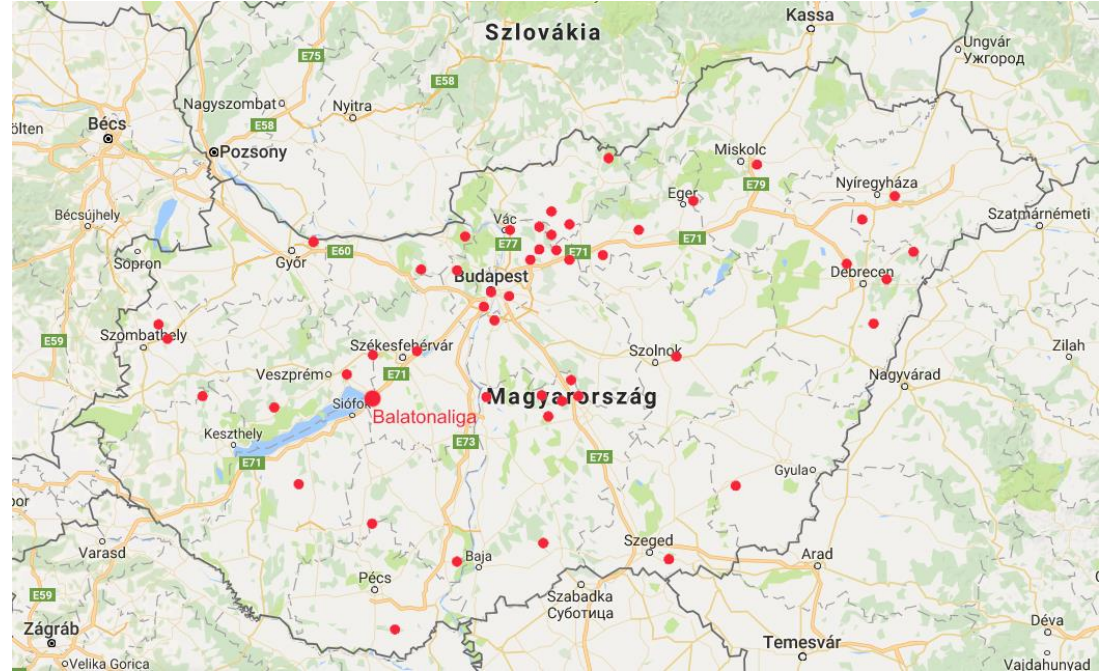 Szlovákia
Kassa
Ungvár
Ужгород
E75
E58
Nagyszombat
Nyitra
E58
ölten
Bécs
Pozsony
Miskolc
E79
Nyíregyháza
Eger
Szatmárnémeti
Bécsújhely
Vác
E77
E71
E71
Sopron
Győr
E60
Debrecen
Budapest
E59
Szombathely
Székesfehérvár
Szolnok
Zilah
Veszprém
E71
Nagyvárad
Siófok
Magyarország
Balatonaliga
Keszthely
E71
E73
E75
Gyula
por
Varasd
Szeged
Arad
Baja
Pécs
Szabadka
Суботица
E59
Zágráb
Temesvár
Déva
Velika Gorica
Vajdahunyad